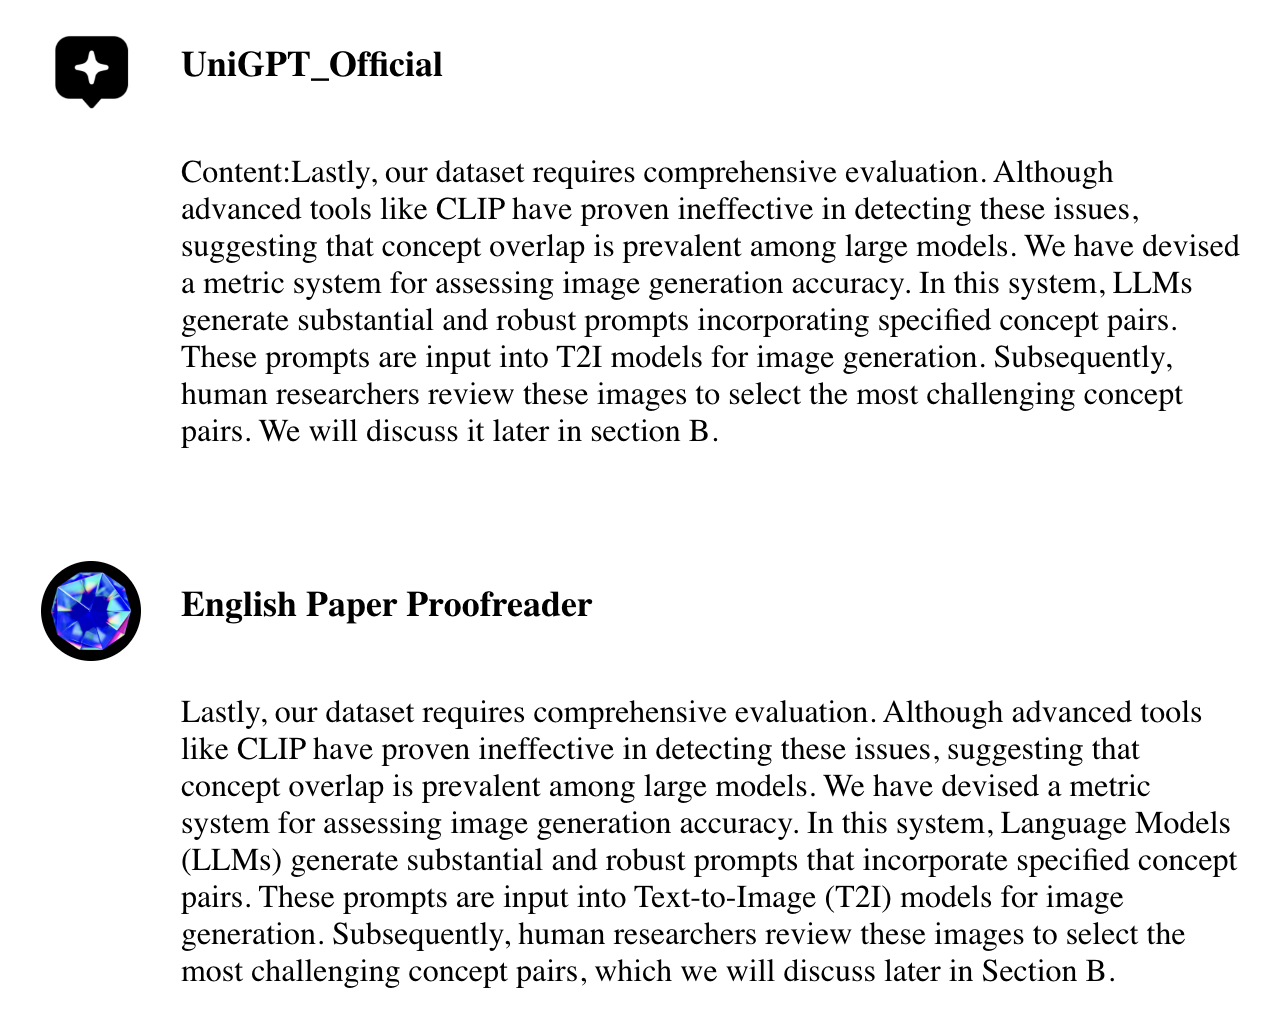 UniGPT_Official
Content:Lastly, our dataset requires comprehensive evaluation. Although
advanced tools like CLIP have proven ineffective in detecting these issues,
suggesting that concept overlap is prevalent among large models. We have devised
a metric system for assessing image generation accuracy. In this system, LLMs
generate substantial and robust prompts incorporating specified concept pairs.
These prompts are input into T2I models for image generation. Subsequently,
human researchers review these images to select the most challenging concept
pairs. We will discuss it later in section B.
English Paper Proofreader
Lastly, our dataset requires comprehensive evaluation. Although advanced tools
like CLIP have proven ineffective in detecting these issues, suggesting that
concept overlap is prevalent among large models. We have devised a metric
system for assessing image generation accuracy. In this system, Language Models
(LLMs) generate substantial and robust prompts that incorporate specified concept
pairs. These prompts are input into Text-to-Image (T2I) models for image
generation. Subsequently, human researchers review these images to select the
most challenging concept pairs, which we will discuss later in Section B.